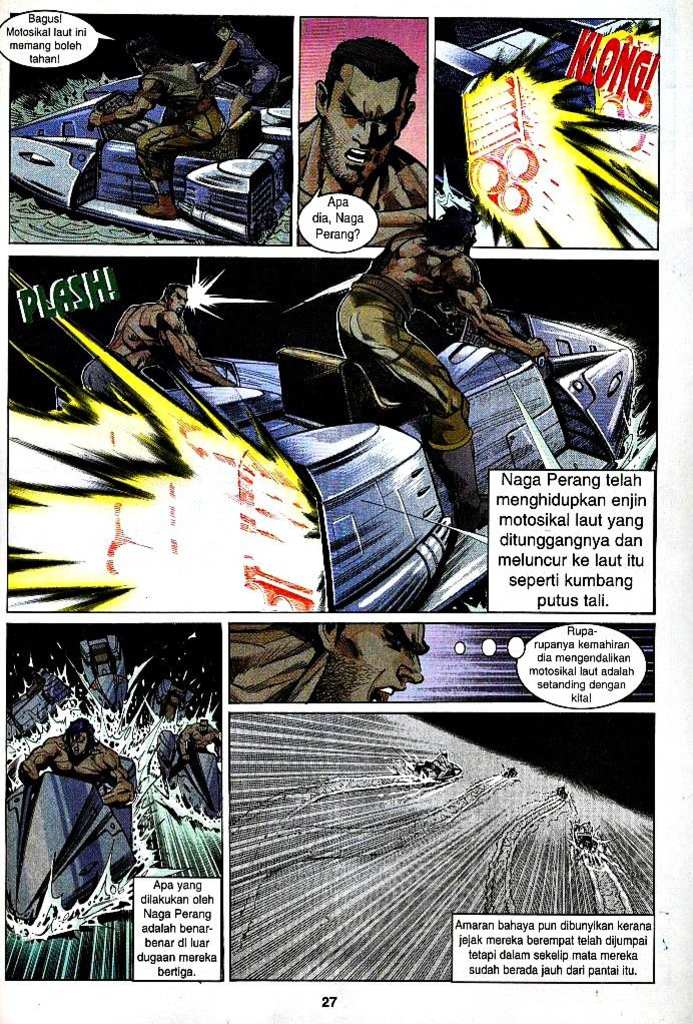 Bagus!
Motosikal laut ini
memang boleh
tahan!
Apa
dia, Naga
Perang?
KLONG!
PLASH!
Naga Perang telah
menghidupkan enjin
motosikal laut yang
ditunggangnya dan
meluncur ke laut itu
seperti kumbang
putus tali.
Rupa-
rupanya kemahiran
dia mengendalikan
motosikal laut adalah
setanding dengan
kita!
Apa yang
dilakukan oleh
Naga Perang
adalah benar-
benar di luar
dugaan mereka
bertiga.
Amaran bahaya pun dibunyikan kerana
jejak mereka berempat telah dijumpai
tetapi dalam sekelip mata mereka
sudah berada jauh dari pantai itu.
27